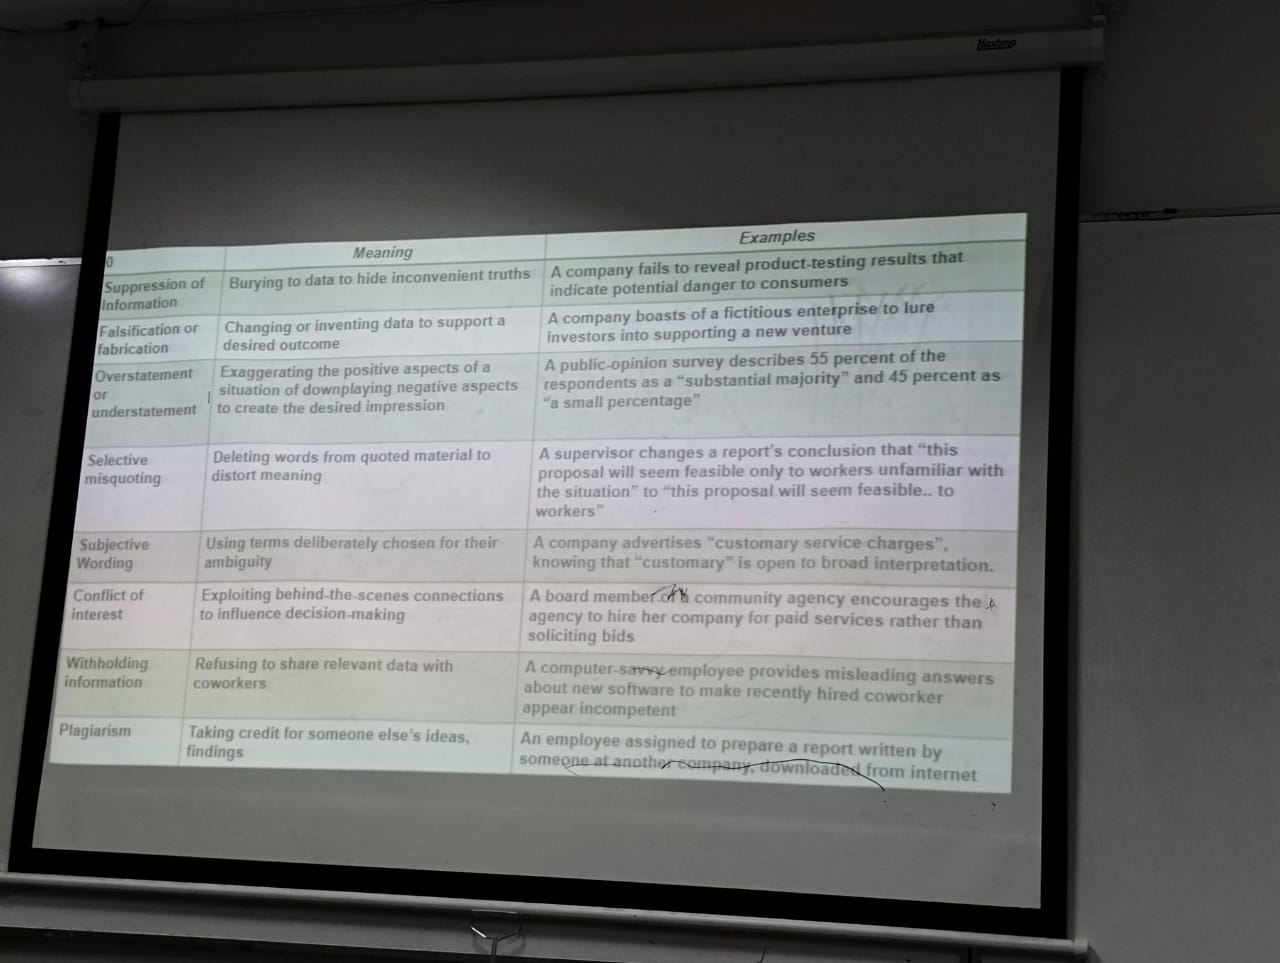 Hashmo
0
Meaning
Examples
Suppression of
Information
Burying to data to hide inconvenient truths
A company fails to reveal product-testing results that
indicate potential danger to consumers
Falsification or
fabrication
Changing or inventing data to support a
desired outcome
A company boasts of a fictitious enterprise to lure
investors into supporting a new venture
Overstatement
or
understatement
Exaggerating the positive aspects of a
situation of downplaying negative aspects
to create the desired impression
A public-opinion survey describes 55 percent of the
respondents as a “substantial majority” and 45 percent as
“a small percentage”
Selective
misquoting
Deleting words from quoted material to
distort meaning
A supervisor changes a report’s conclusion that “this
proposal will seem feasible only to workers unfamiliar with
the situation” to “this proposal will seem feasible.. to
workers”
Subjective
Wording
Using terms deliberately chosen for their
ambiguity
A company advertises “customary service charges”,
knowing that “customary” is open to broad interpretation.
Conflict of
interest
Exploiting behind-the-scenes connections
to influence decision-making
A board member community agency encourages the
agency to hire her company for paid services rather than
soliciting bids
Withholding
information
Refusing to share relevant data with
coworkers
A computer-savvy employee provides misleading answers
about new software to make recently hired coworker
appear incompetent
Plagiarism
Taking credit for someone else’s ideas,
findings
An employee assigned to prepare a report written by
someone at another company, downloaded from internet